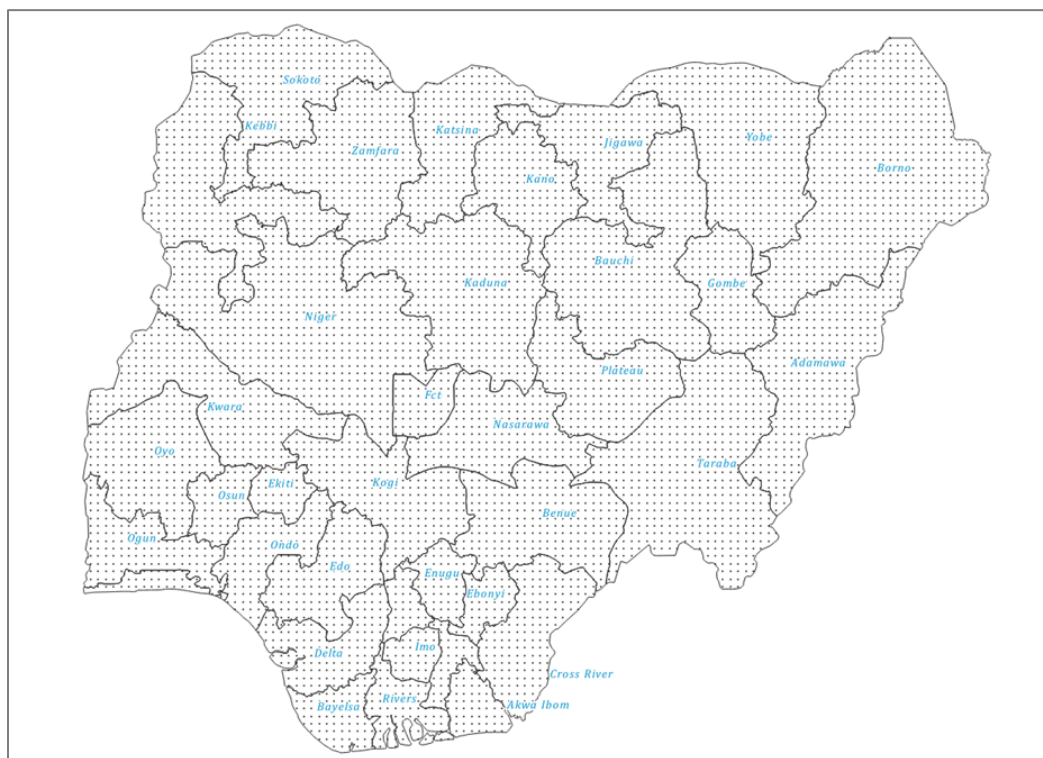 Sokoto
Kebbi
Zamfara
Katsina
Kano
Jigawa
Yobe
Borno
Bauchi
Gombe
Kaduna
Niger
Adamawa
Plateau
Fct
Nasarawa
Kwara
Taraba
Oyo
Osun
Ekiti
Kogi
Benue
Ogun
Ondo
Edo
Enugu
Ebonyi
Delta
Imo
Cross River
Bayelsa
Rivers
Akwa Ibom